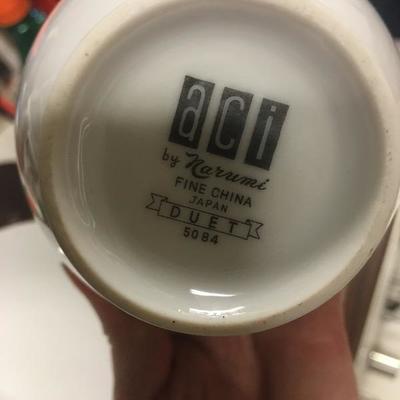 aci
by Narumi
FINE CHINA
JAPAN
DUET
5084